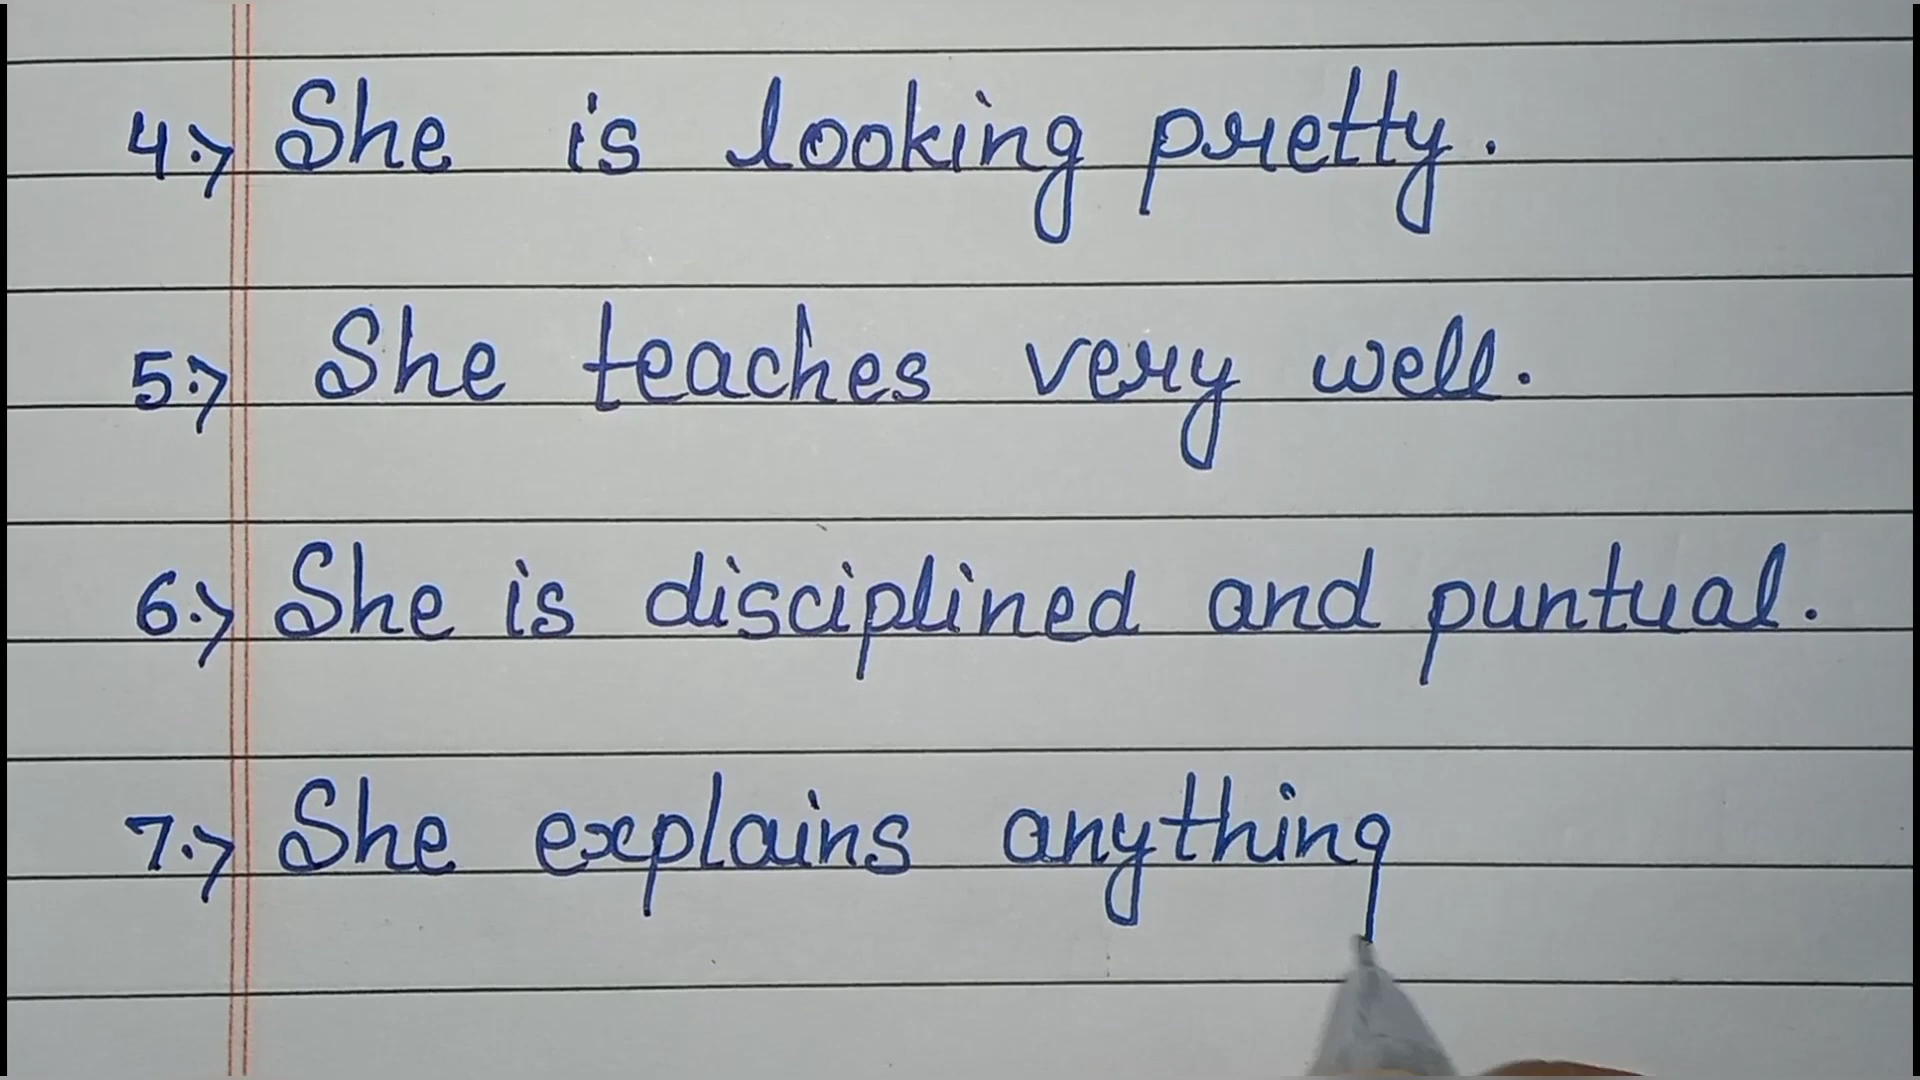 4:> She is looking pretty.
5:> She teaches very well.
6:> She is disciplined and puntual.
7:> She explains anything